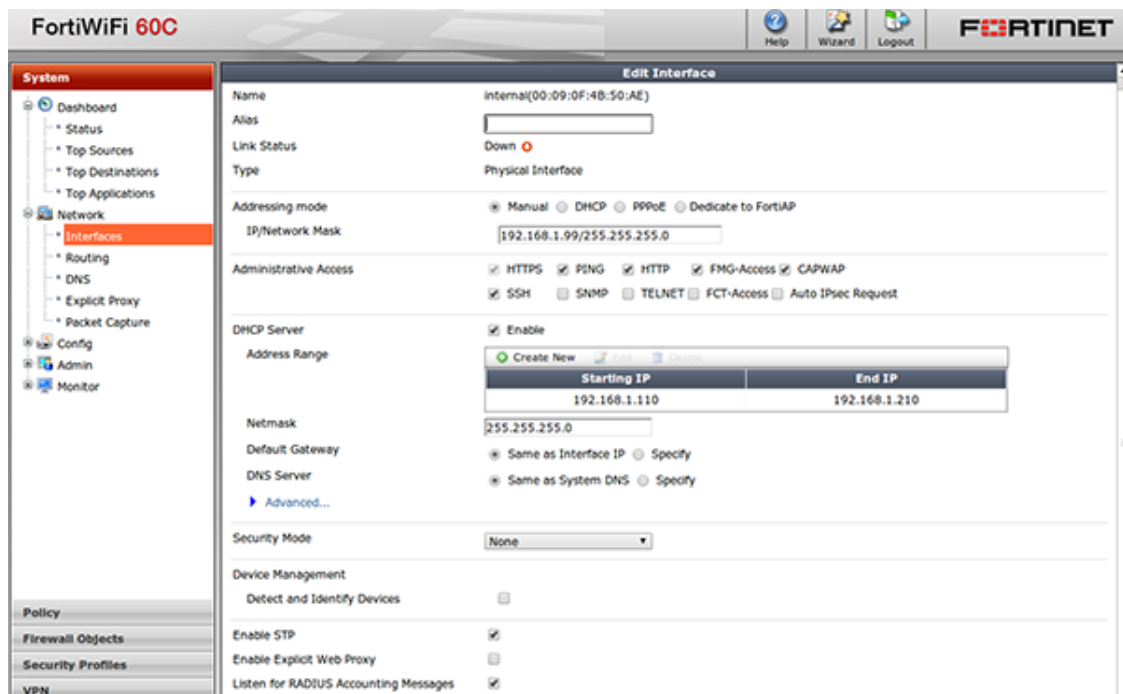 FortiWiFi 60C
Help
Wizard
Logout
FORTINET
System
Dashboard
Status
Top Sources
Top Destinations
Top Applications
Network
Interfaces
Routing
DNS
Explicit Proxy
Packet Capture
Config
Admin
Monitor
Policy
Firewall Objects
Security Profiles
VPN
Edit Interface
Name internal(00:09:0F:4B:50:AE)
Alias
Link Status Down
Type Physical Interface
Addressing mode Manual DHCP PPPoE Dedicate to FortiAP
IP/Network Mask 192.168.1.99/255.255.255.0
Administrative Access HTTPS PING HTTP FMG-Access CAPWAP
SSH SNMP TELNET FCT-Access Auto IPsec Request
DHCP Server Enable
Address Range Create New Edit Delete
Starting IP End IP
192.168.1.110 192.168.1.210
Netmask 255.255.255.0
Default Gateway Same as Interface IP Specify
DNS Server Same as System DNS Specify
Advanced...
Security Mode None
Device Management
Detect and Identify Devices
Enable STP
Enable Explicit Web Proxy
Listen for RADIUS Accounting Messages